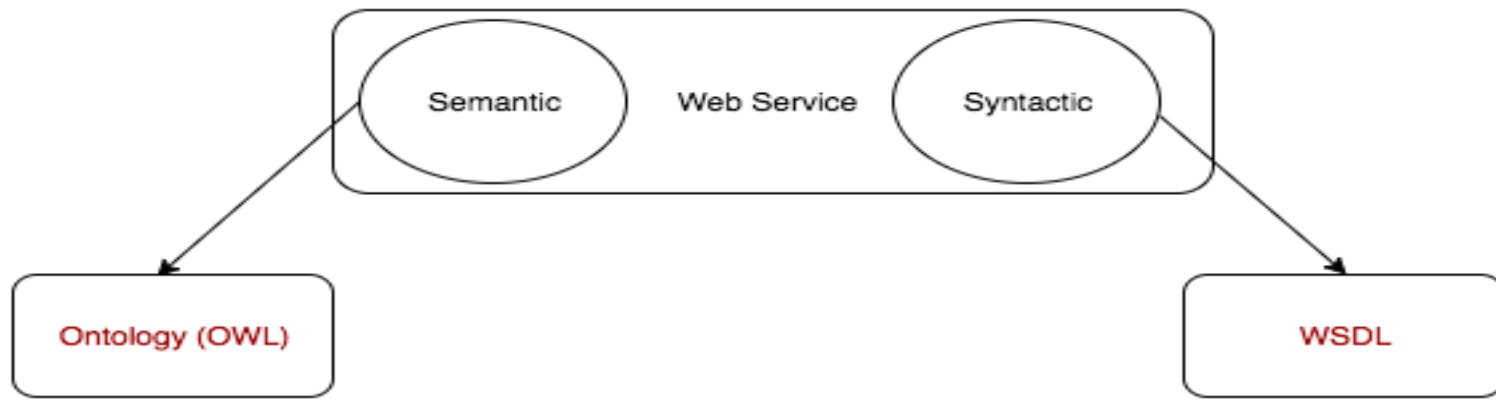 Semantic
Web Service
Syntactic
Ontology (OWL)
WSDL